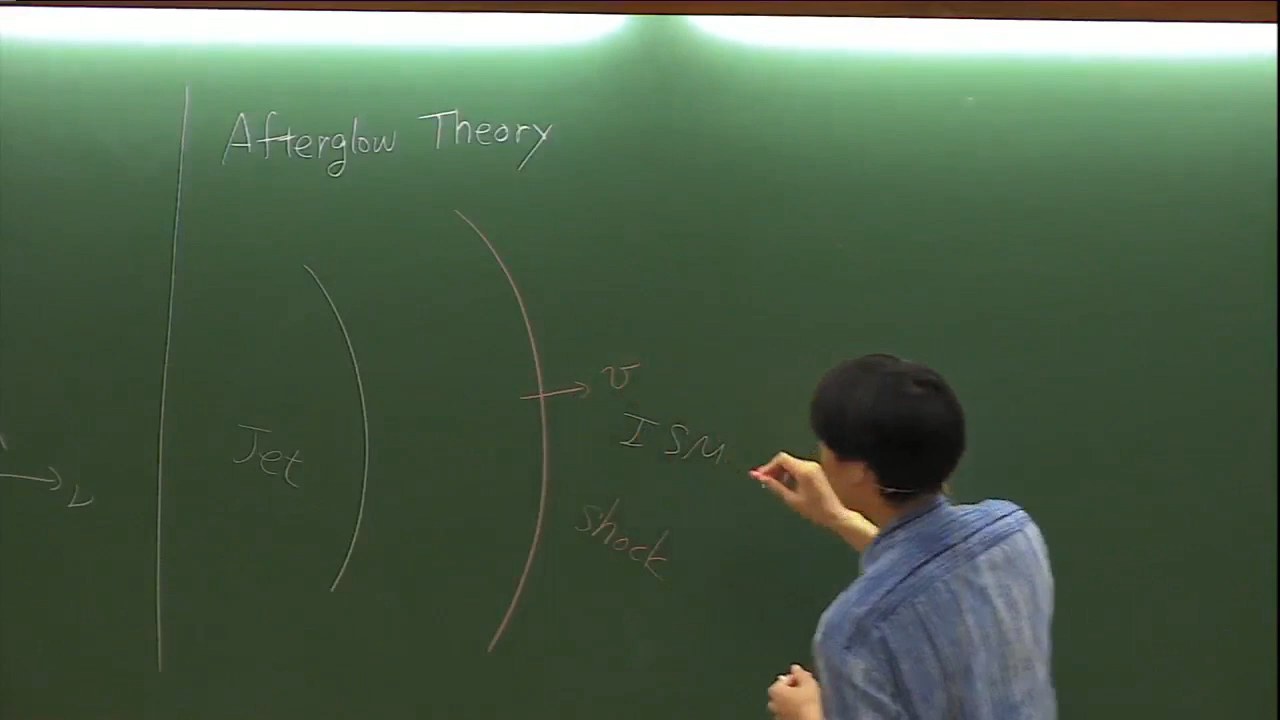 Afterglow Theory
v
ISM
Jet
ν
shock